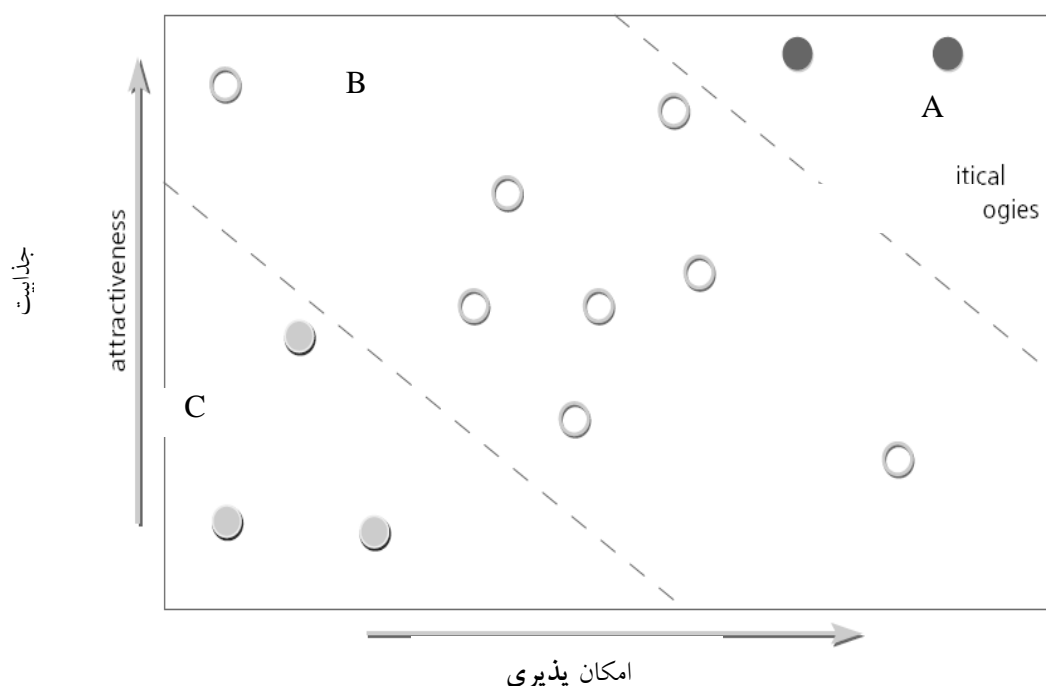 B
A
itical
ogies
attractiveness
جذابیت
C
امکان پذیری